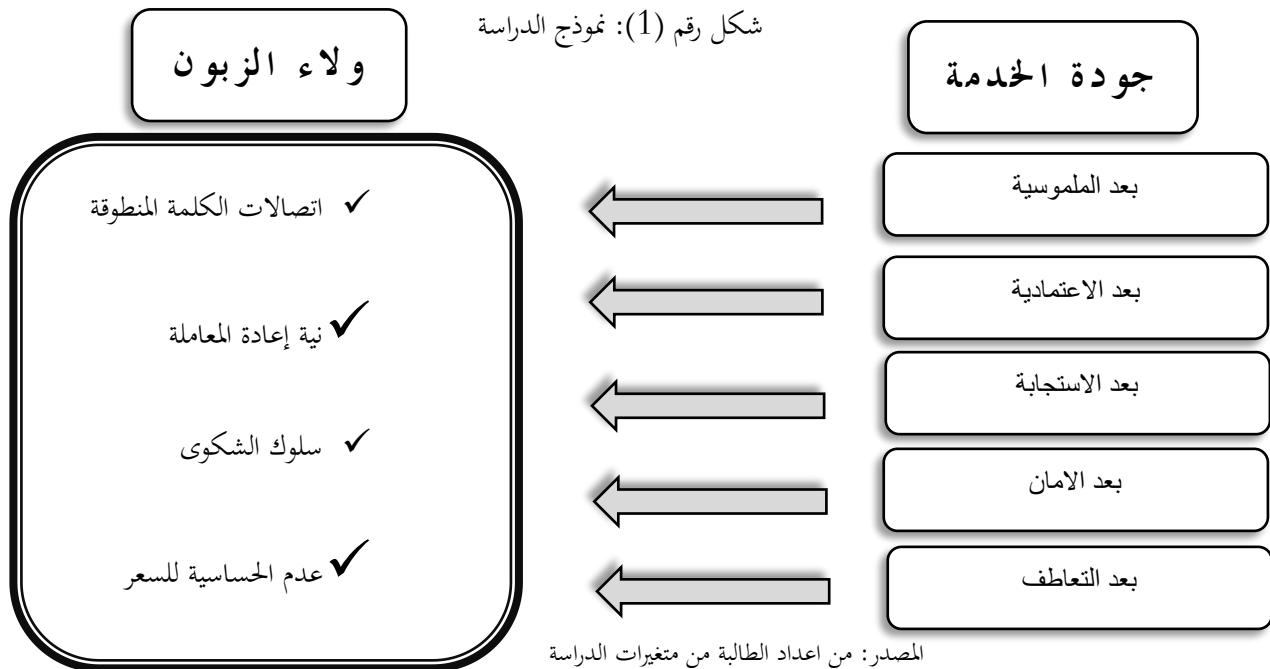 شكل رقم (1): نموذج الدراسة
جودة الخدمة
ولاء الزبون
بعد الملموسية
بعد الاعتمادية
بعد الاستجابة
بعد الامان
بعد التعاطف
✓ اتصالات الكلمة المنطوقة
✓ نية إعادة المعاملة
✓ سلوك الشكوى
✓ عدم الحساسية للسعر
المصدر: من اعداد الطالبة من متغيرات الدراسة